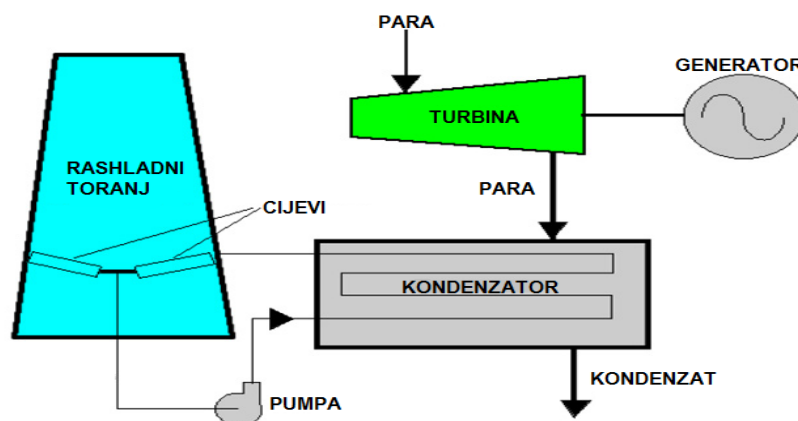 PARA
GENERATOR
TURBINA
RASHLADNI
TORANJ
PARA
CIJEVI
KONDENZATOR
KONDENZAT
PUMPA